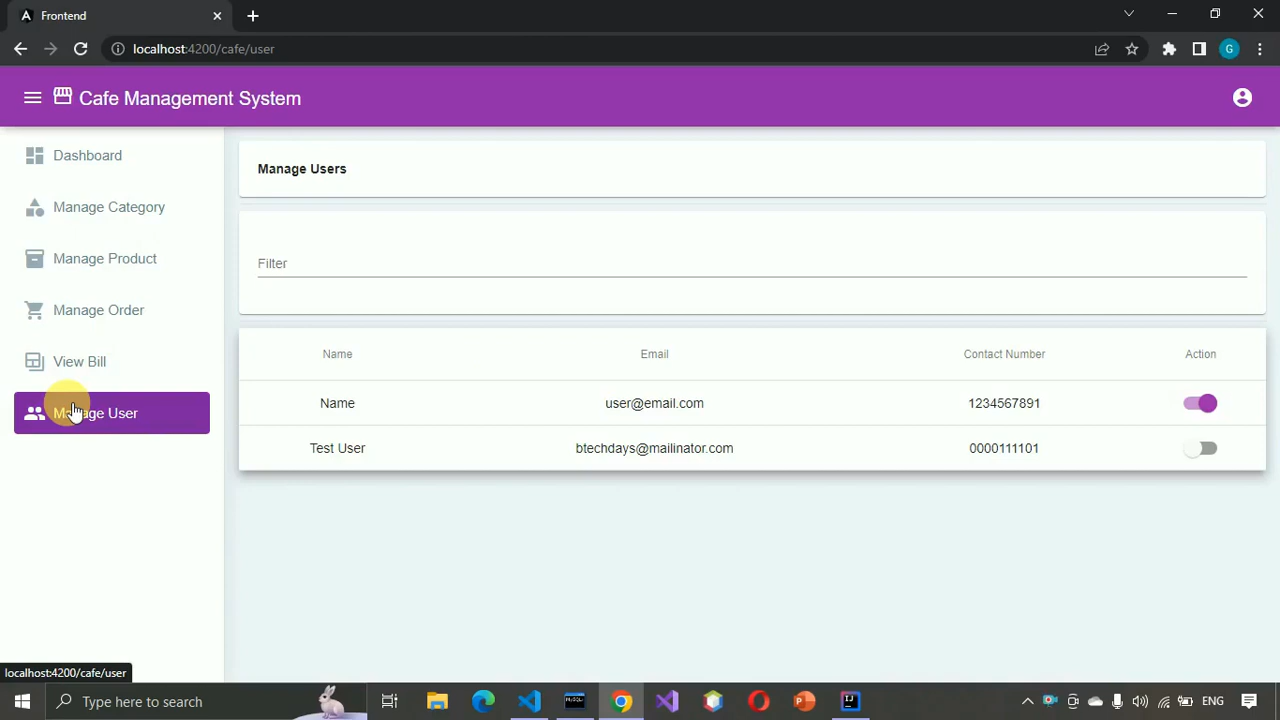 Frontend
localhost:4200/cafe/user
G
Cafe Management System
Dashboard
Manage Category
Manage Product
Manage Order
View Bill
Manage User
Manage Users
Filter
Name Email Contact Number Action
Name user@email.com 1234567891
Test User btechdays@mailinator.com 0000111101
localhost:4200/cafe/user
Type here to search
ENG